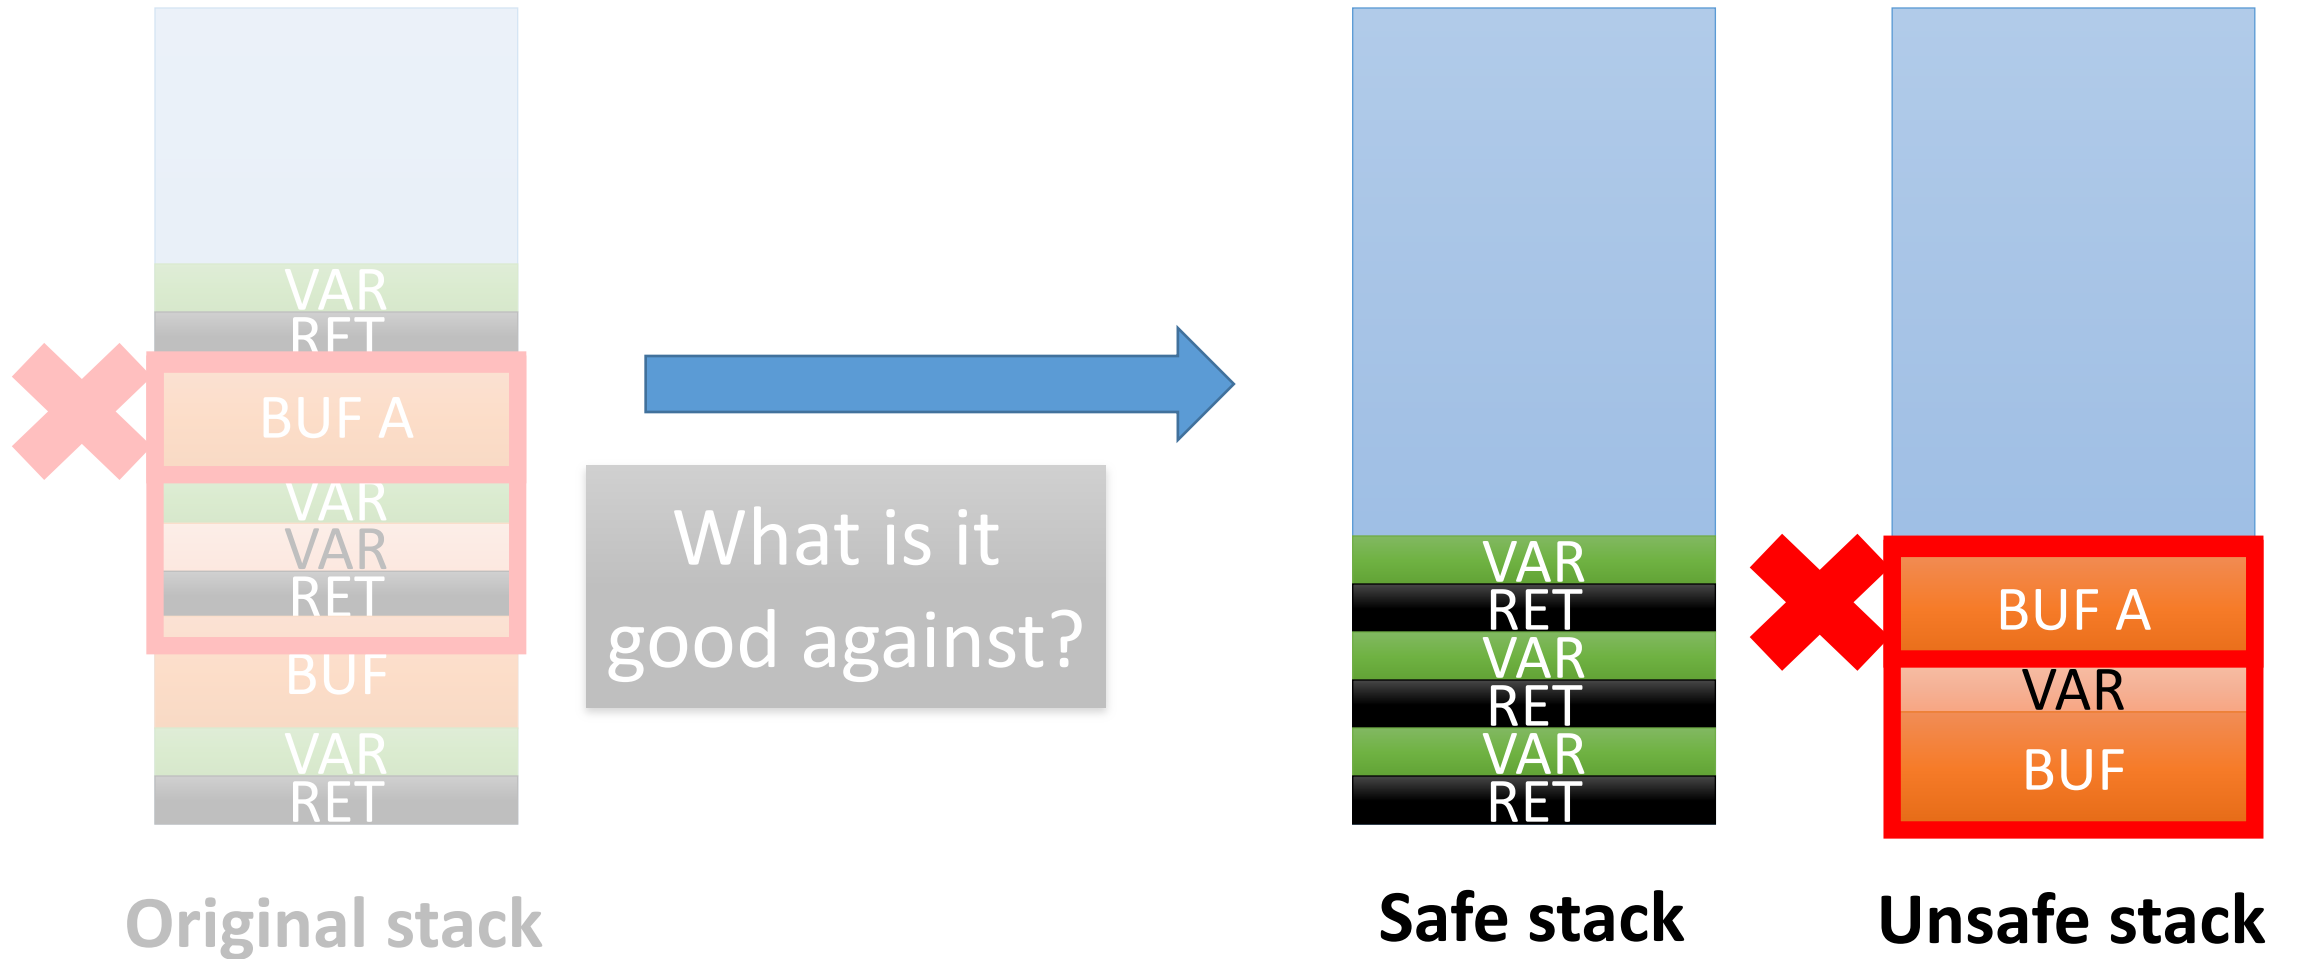 VAR
RET
BUF A
VAR
VAR
RET
BUF
VAR
RET
Original stack
What is it
good against?
VAR
RET
VAR
RET
VAR
RET
Safe stack
BUF A
VAR
BUF
Unsafe stack